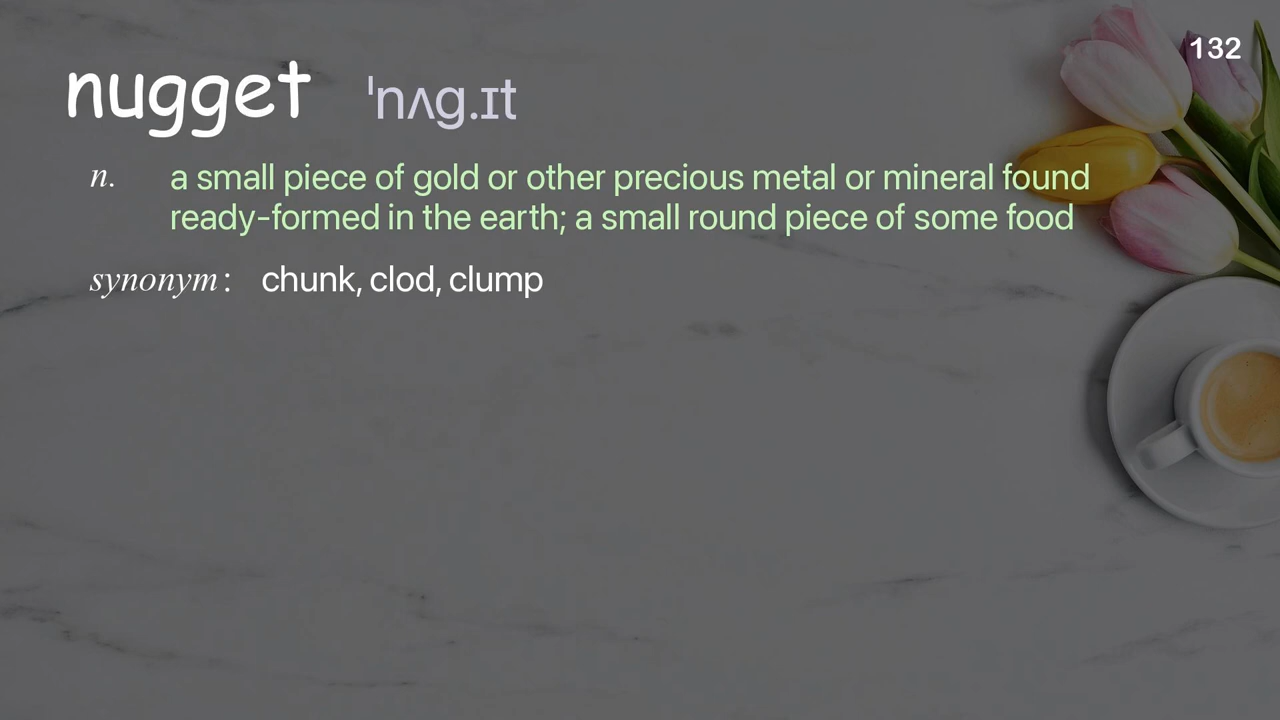 132
nugget ˈnʌg.ɪt
n. a small piece of gold or other precious metal or mineral found
ready-formed in the earth; a small round piece of some food
synonym: chunk, clod, clump